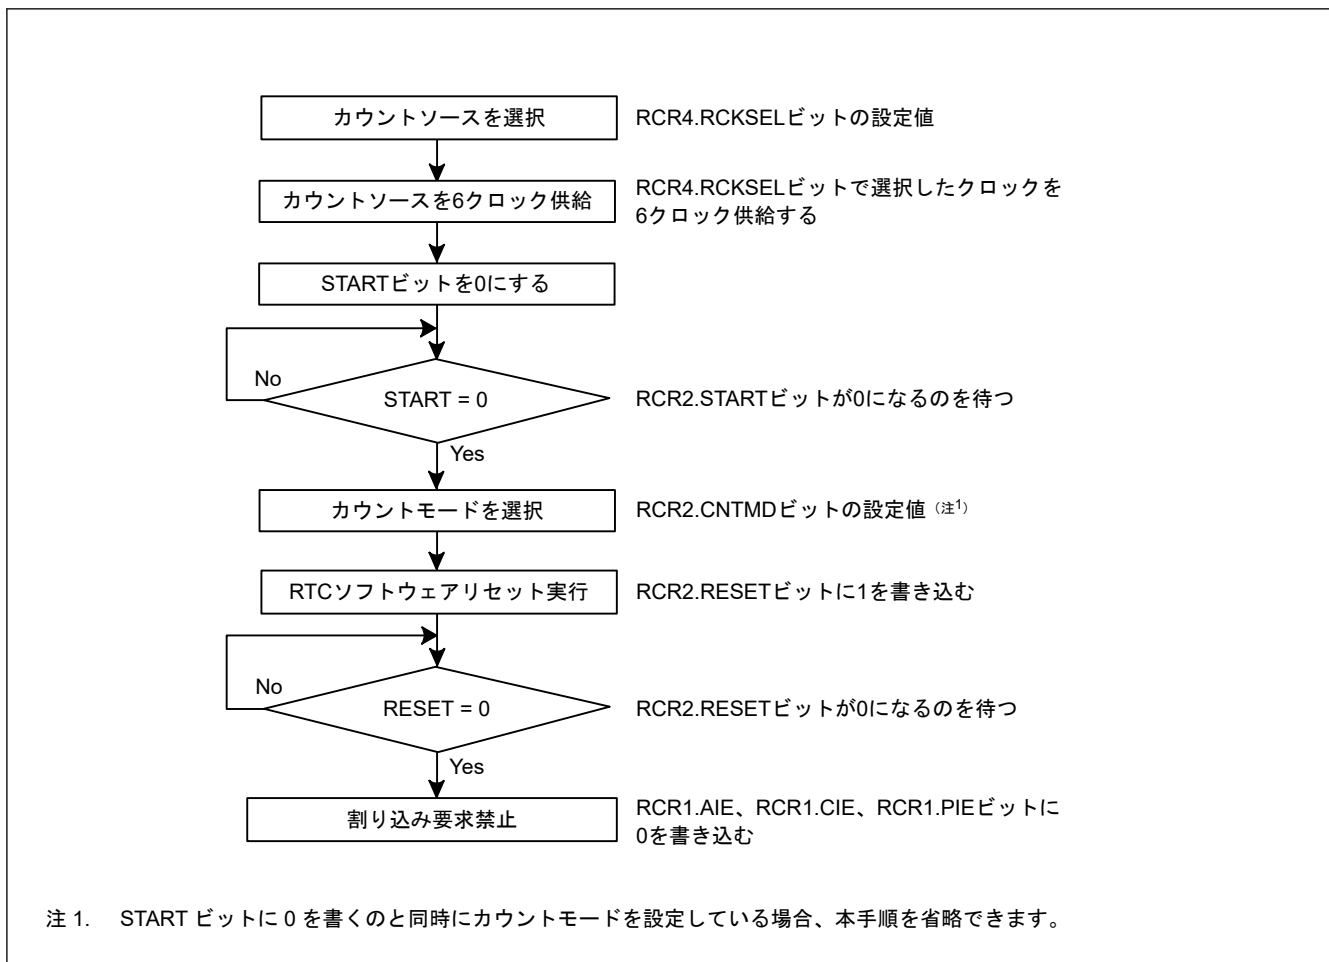 カウントソースを選択
RCR4.RCKSELビットの設定値
カウントソースを6クロック供給
RCR4.RCKSELビットで選択したクロックを
6クロック供給する
STARTビットを0にする
No
START = 0
RCR2.STARTビットが0になるのを待つ
Yes
カウントモードを選択
RCR2.CNTMDビットの設定値（注1）
RTCソフトウェアリセット実行
RCR2.RESETビットに1を書き込む
No
RESET = 0
RCR2.RESETビットが0になるのを待つ
Yes
割り込み要求禁止
RCR1.AIE、RCR1.CIE、RCR1.PIEビットに
0を書き込む
注 1. START ビットに 0 を書くのと同時にカウントモードを設定している場合、本手順を省略できます。